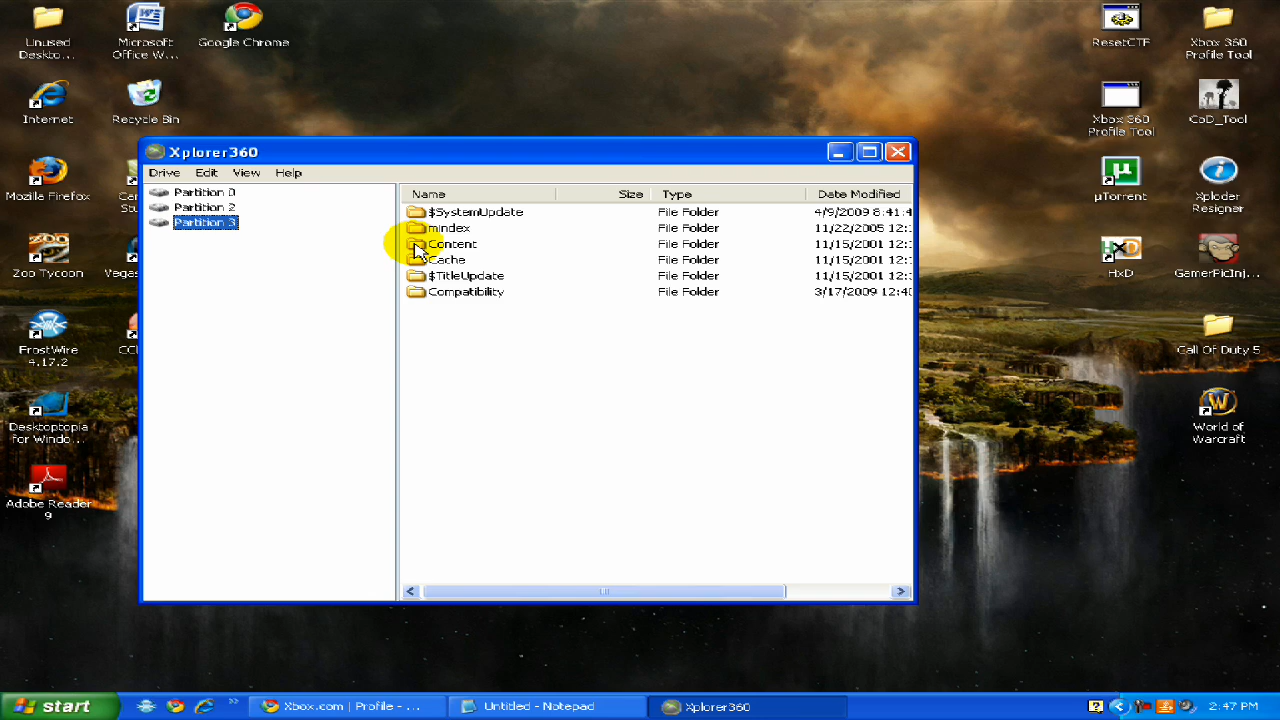 Unused
Deskto...
Microsoft
Office W...
Google Chrome
Internet
Recycle Bin
Mozilla Firefox
Zoo Tycoon
FrostWire
4.17.2
Desktoptopia
for Windo...
Adobe Reader
9
ResetCTF
Xbox 360
Profile Tool
Xbox 360
Profile Tool
CoD_Tool
µTorrent
Xploder
Resigner
HxD
GamerPicInj...
Call Of Duty 5
World of
Warcraft
Xplorer360
Drive Edit View Help
Partition 0
Partition 2
Partition 3
Name Size Type Date Modified
$SystemUpdate File Folder 4/9/2009 8:41:4
mindex File Folder 11/22/2005 12:
Content File Folder 11/15/2001 12:
Cache File Folder 11/15/2001 12:
$TitleUpdate File Folder 11/15/2001 12:
Compatibility File Folder 3/17/2009 12:40
start
Xbox.com | Profile - ...
Untitled - Notepad
Xplorer360
2:47 PM